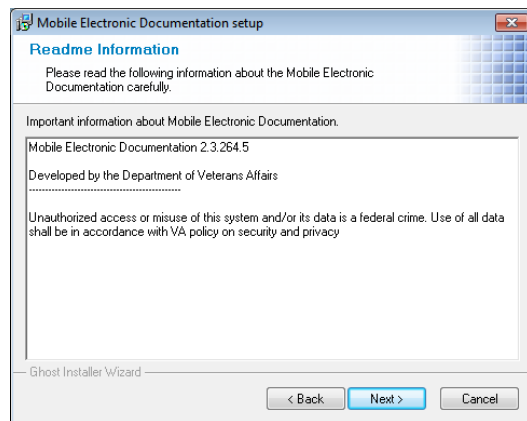 Mobile Electronic Documentation setup
Readme Information
Please read the following information about the Mobile Electronic
Documentation carefully.
Important information about Mobile Electronic Documentation.
Mobile Electronic Documentation 2.3.264.5
Developed by the Department of Veterans Affairs
-----------------------------------------------
Unauthorized access or misuse of this system and/or its data is a federal crime. Use of all data
shall be in accordance with VA policy on security and privacy
Ghost Installer Wizard
< Back
Next >
Cancel